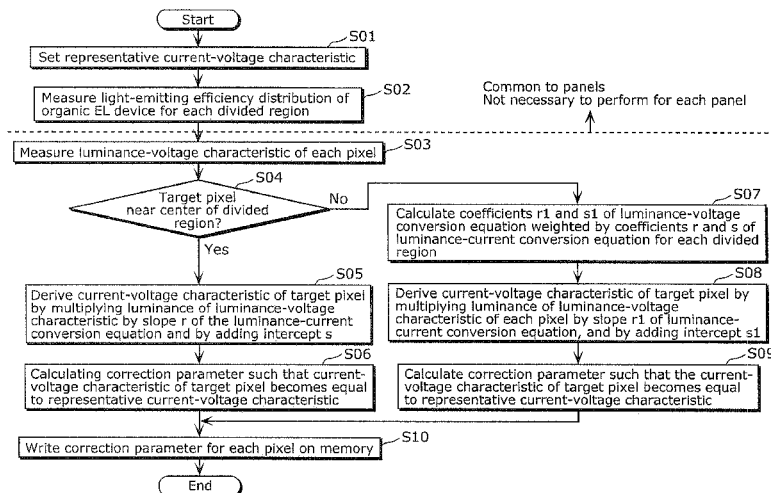 Start
S01
Set representative current-voltage characteristic
S02
Measure light-emitting efficiency distribution of
organic EL device for each divided region
Common to panels
Not necessary to perform for each panel
S03
Measure luminance-voltage characteristic of each pixel
S04
Target pixel
near center of divided
region?
No
Yes
S07
Calculate coefficients r1 and s1 of luminance-voltage
conversion equation weighted by coefficients r and s of
luminance-current conversion equation for each divided
region
S05
Derive current-voltage characteristic of target pixel
by multiplying luminance of luminance-voltage
characteristic by slope r of the luminance-current
conversion equation and by adding intercept s
S08
Derive current-voltage characteristic of target pixel by
multiplying luminance of luminance-voltage
characteristic of each pixel by slope r1 of luminance-
current conversion equation, and by adding intercept s1
S06
Calculating correction parameter such that current-
voltage characteristic of target pixel becomes equal
to representative current-voltage characteristic
S09
Calculate correction parameter such that the current-
voltage characteristic of target pixel becomes equal
to representative current-voltage characteristic
S10
Write correction parameter for each pixel on memory
End